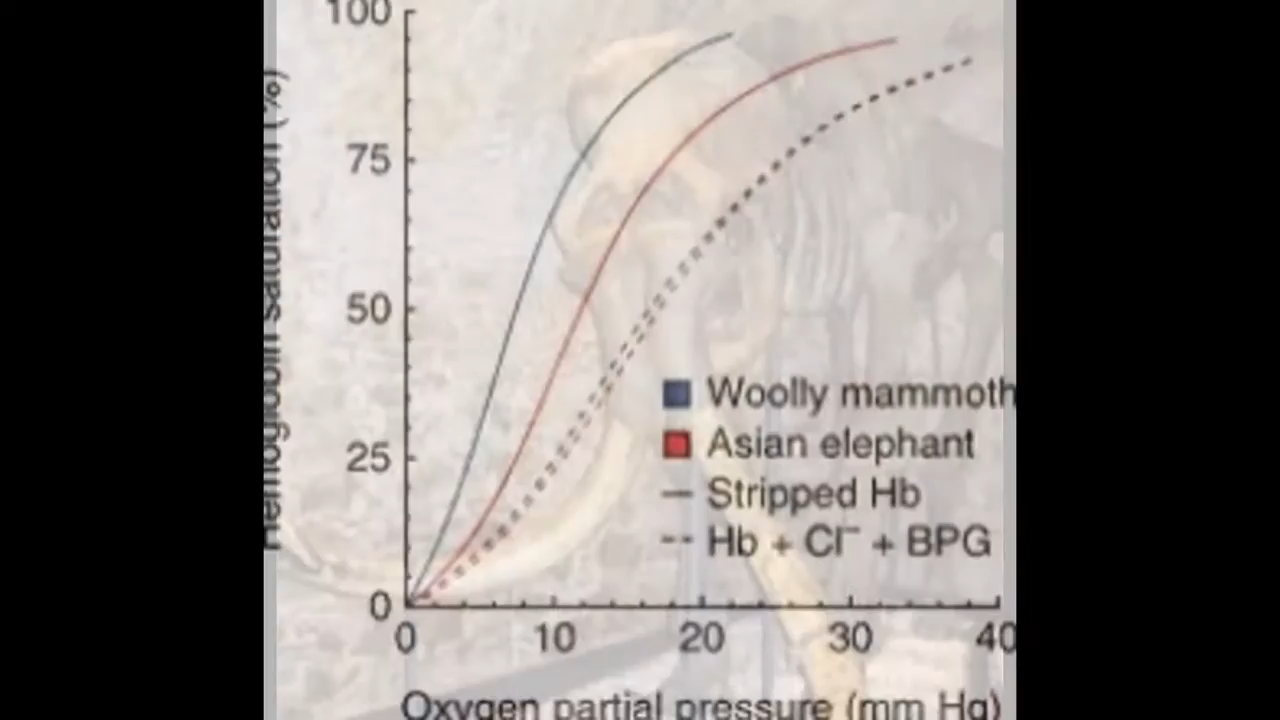 100
Hemoglobin saturation (%)
75
50
25
0
Woolly mammoth
Asian elephant
Stripped Hb
Hb + Cl⁻ + BPG
0 10 20 30 40
Oxygen partial pressure (mm Hg)